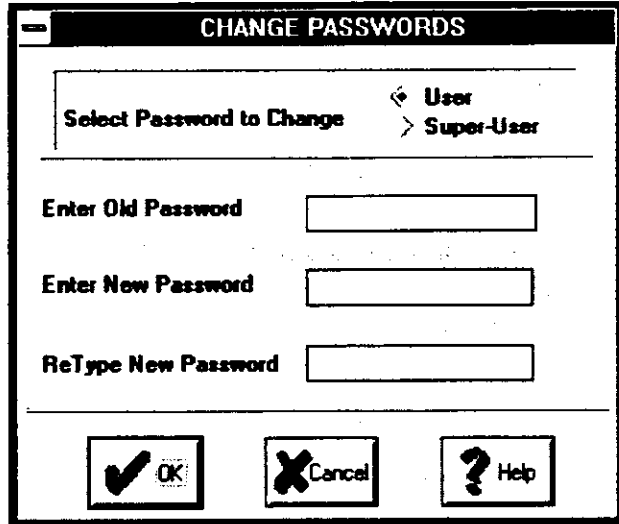 CHANGE PASSWORDS
User
Select Password to Change
Super-User
Enter Old Password
Enter New Password
ReType New Password
OK
Cancel
? Help